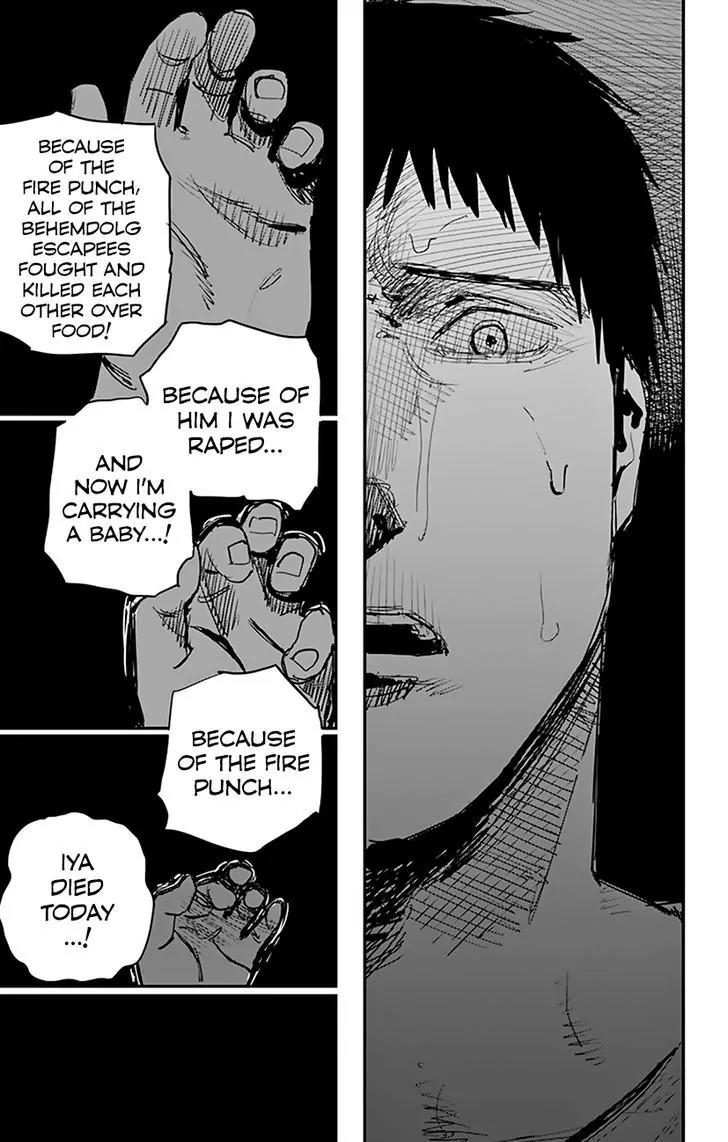 BECAUSE
OF THE
FIRE PUNCH,
ALL OF THE
BEHEMDOLG
ESCAPEES
FOUGHT AND
KILLED EACH
OTHER OVER
FOOD!
BECAUSE OF
HIM I WAS
RAPED...
AND
NOW I'M
CARRYING
A BABY...!
BECAUSE
OF THE FIRE
PUNCH...
IYA
DIED
TODAY
...!